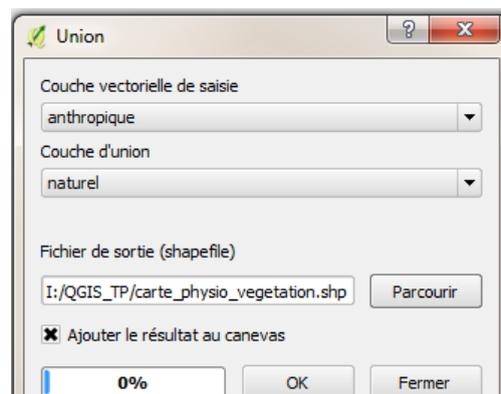 Union
Couche vectorielle de saisie
anthropique
Couche d'union
naturel
Fichier de sortie (shapefile)
I:/QGIS_TP/carte_physio_vegetation.shp Parcourir
Ajouter le résultat au canevas
0% OK Fermer